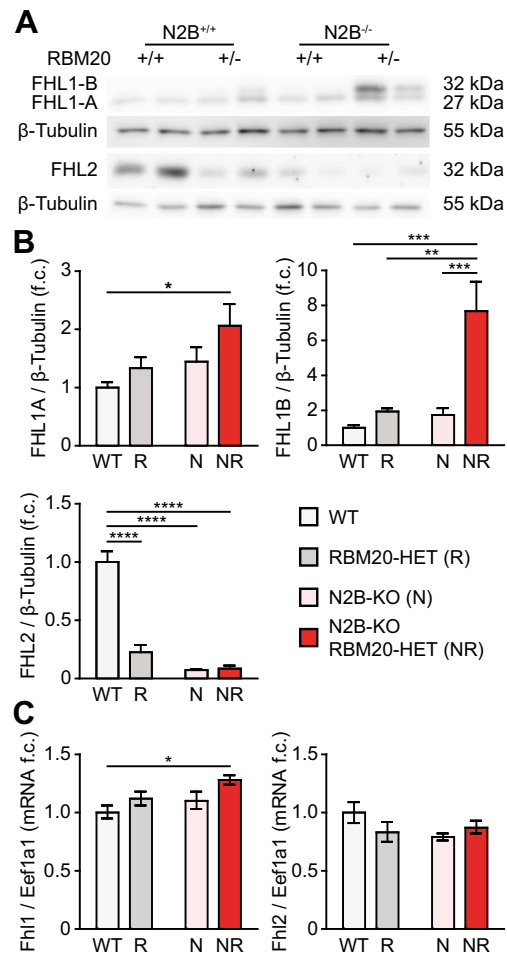 A
N2B+/+ N2B-/-
RBM20 +/+ +/- +/+ +/-
FHL1-B 32 kDa
FHL1-A 27 kDa
β-Tubulin 55 kDa
FHL2 32 kDa
β-Tubulin 55 kDa
B
FHL1A / β-Tubulin (f.c.)
3
2
1
0
*
WT R N NR
FHL1B / β-Tubulin (f.c.)
10
8
6
4
2
0
***
**
***
WT R N NR
FHL2 / β-Tubulin (f.c.)
1.5
1.0
0.5
0
****
****
****
WT R N NR
WT
RBM20-HET (R)
N2B-KO (N)
N2B-KO
RBM20-HET (NR)
C
Fhl1 / Eef1a1 (mRNA f.c.)
1.5
1.0
0.5
0
*
WT R N NR
Fhl2 / Eef1a1 (mRNA f.c.)
1.5
1.0
0.5
0
WT R N NR